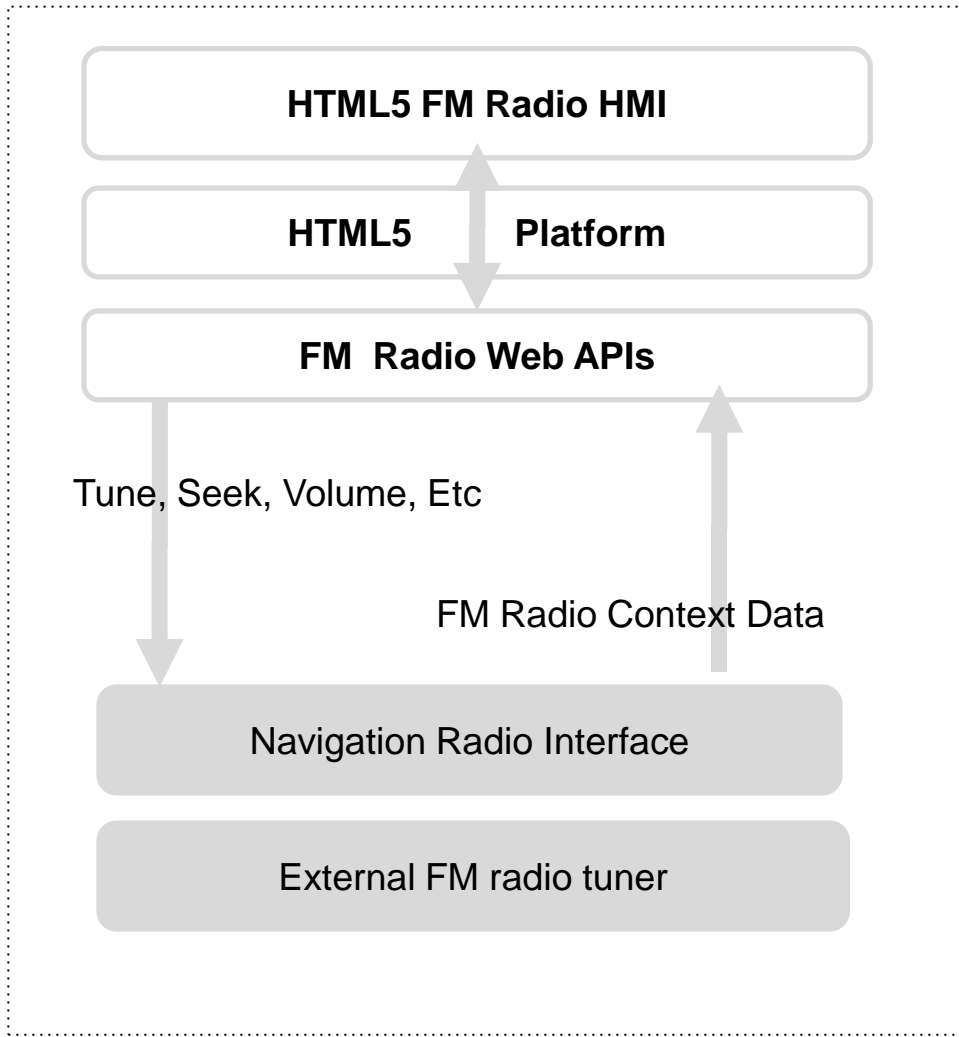 HTML5 FM Radio HMI
HTML5 Platform
FM Radio Web APIs
Tune, Seek, Volume, Etc
FM Radio Context Data
Navigation Radio Interface
External FM radio tuner